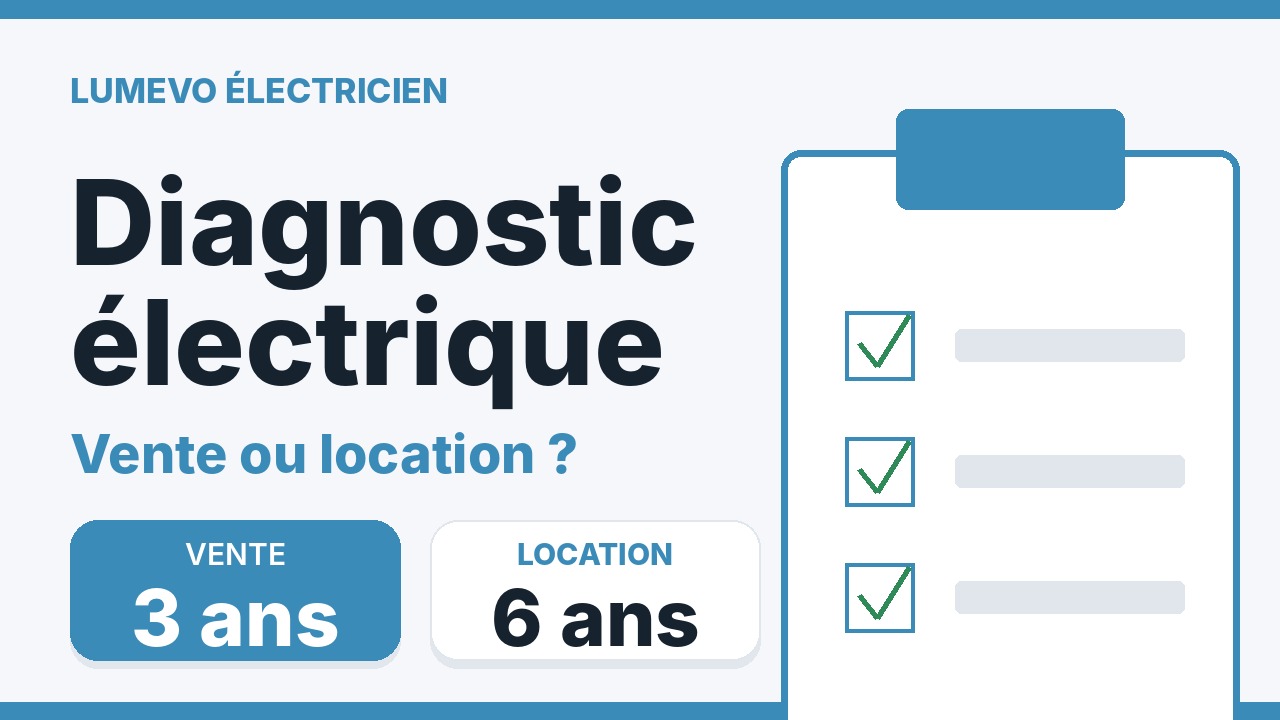 LUMEVO ÉLECTRICIEN
Diagnostic
électrique
Vente ou location ?
VENTE
3 ans
LOCATION
6 ans